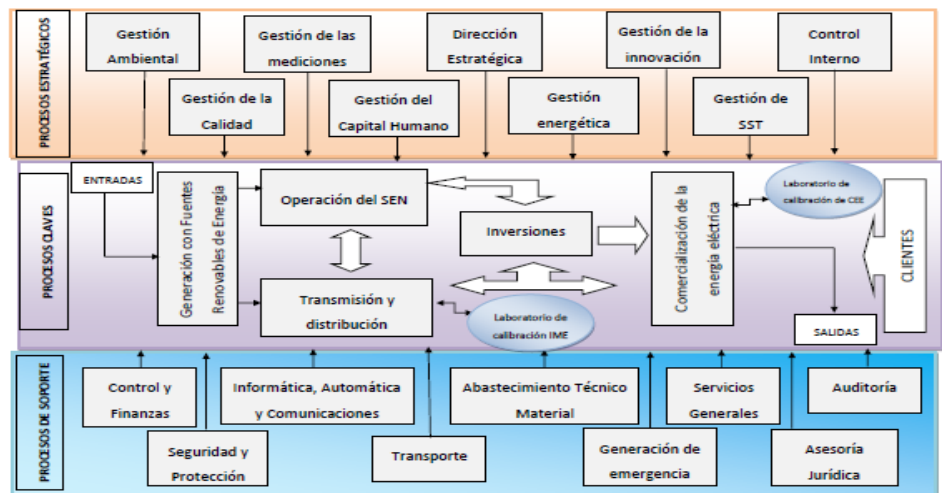 PROCESOS ESTRATÉGICOS
Gestión
Ambiental
Gestión de las
mediciones
Dirección
Estratégica
Gestión de la
innovación
Control
Interno
Gestión de la
Calidad
Gestión del
Capital Humano
Gestión
energética
Gestión de
SST
PROCESOS CLAVES
ENTRADAS
Generación con Fuentes
Renovables de Energía
Operación del SEN
Transmisión y
distribución
Inversiones
Laboratorio de
calibración IME
Comercialización de la
energía eléctrica
Laboratorio de
calibración de CEE
CLIENTES
SALIDAS
PROCESOS DE SOPORTE
Control y
Finanzas
Informática, Automática
y Comunicaciones
Abastecimiento Técnico
Material
Servicios
Generales
Auditoría
Seguridad y
Protección
Transporte
Generación de
emergencia
Asesoría
Jurídica